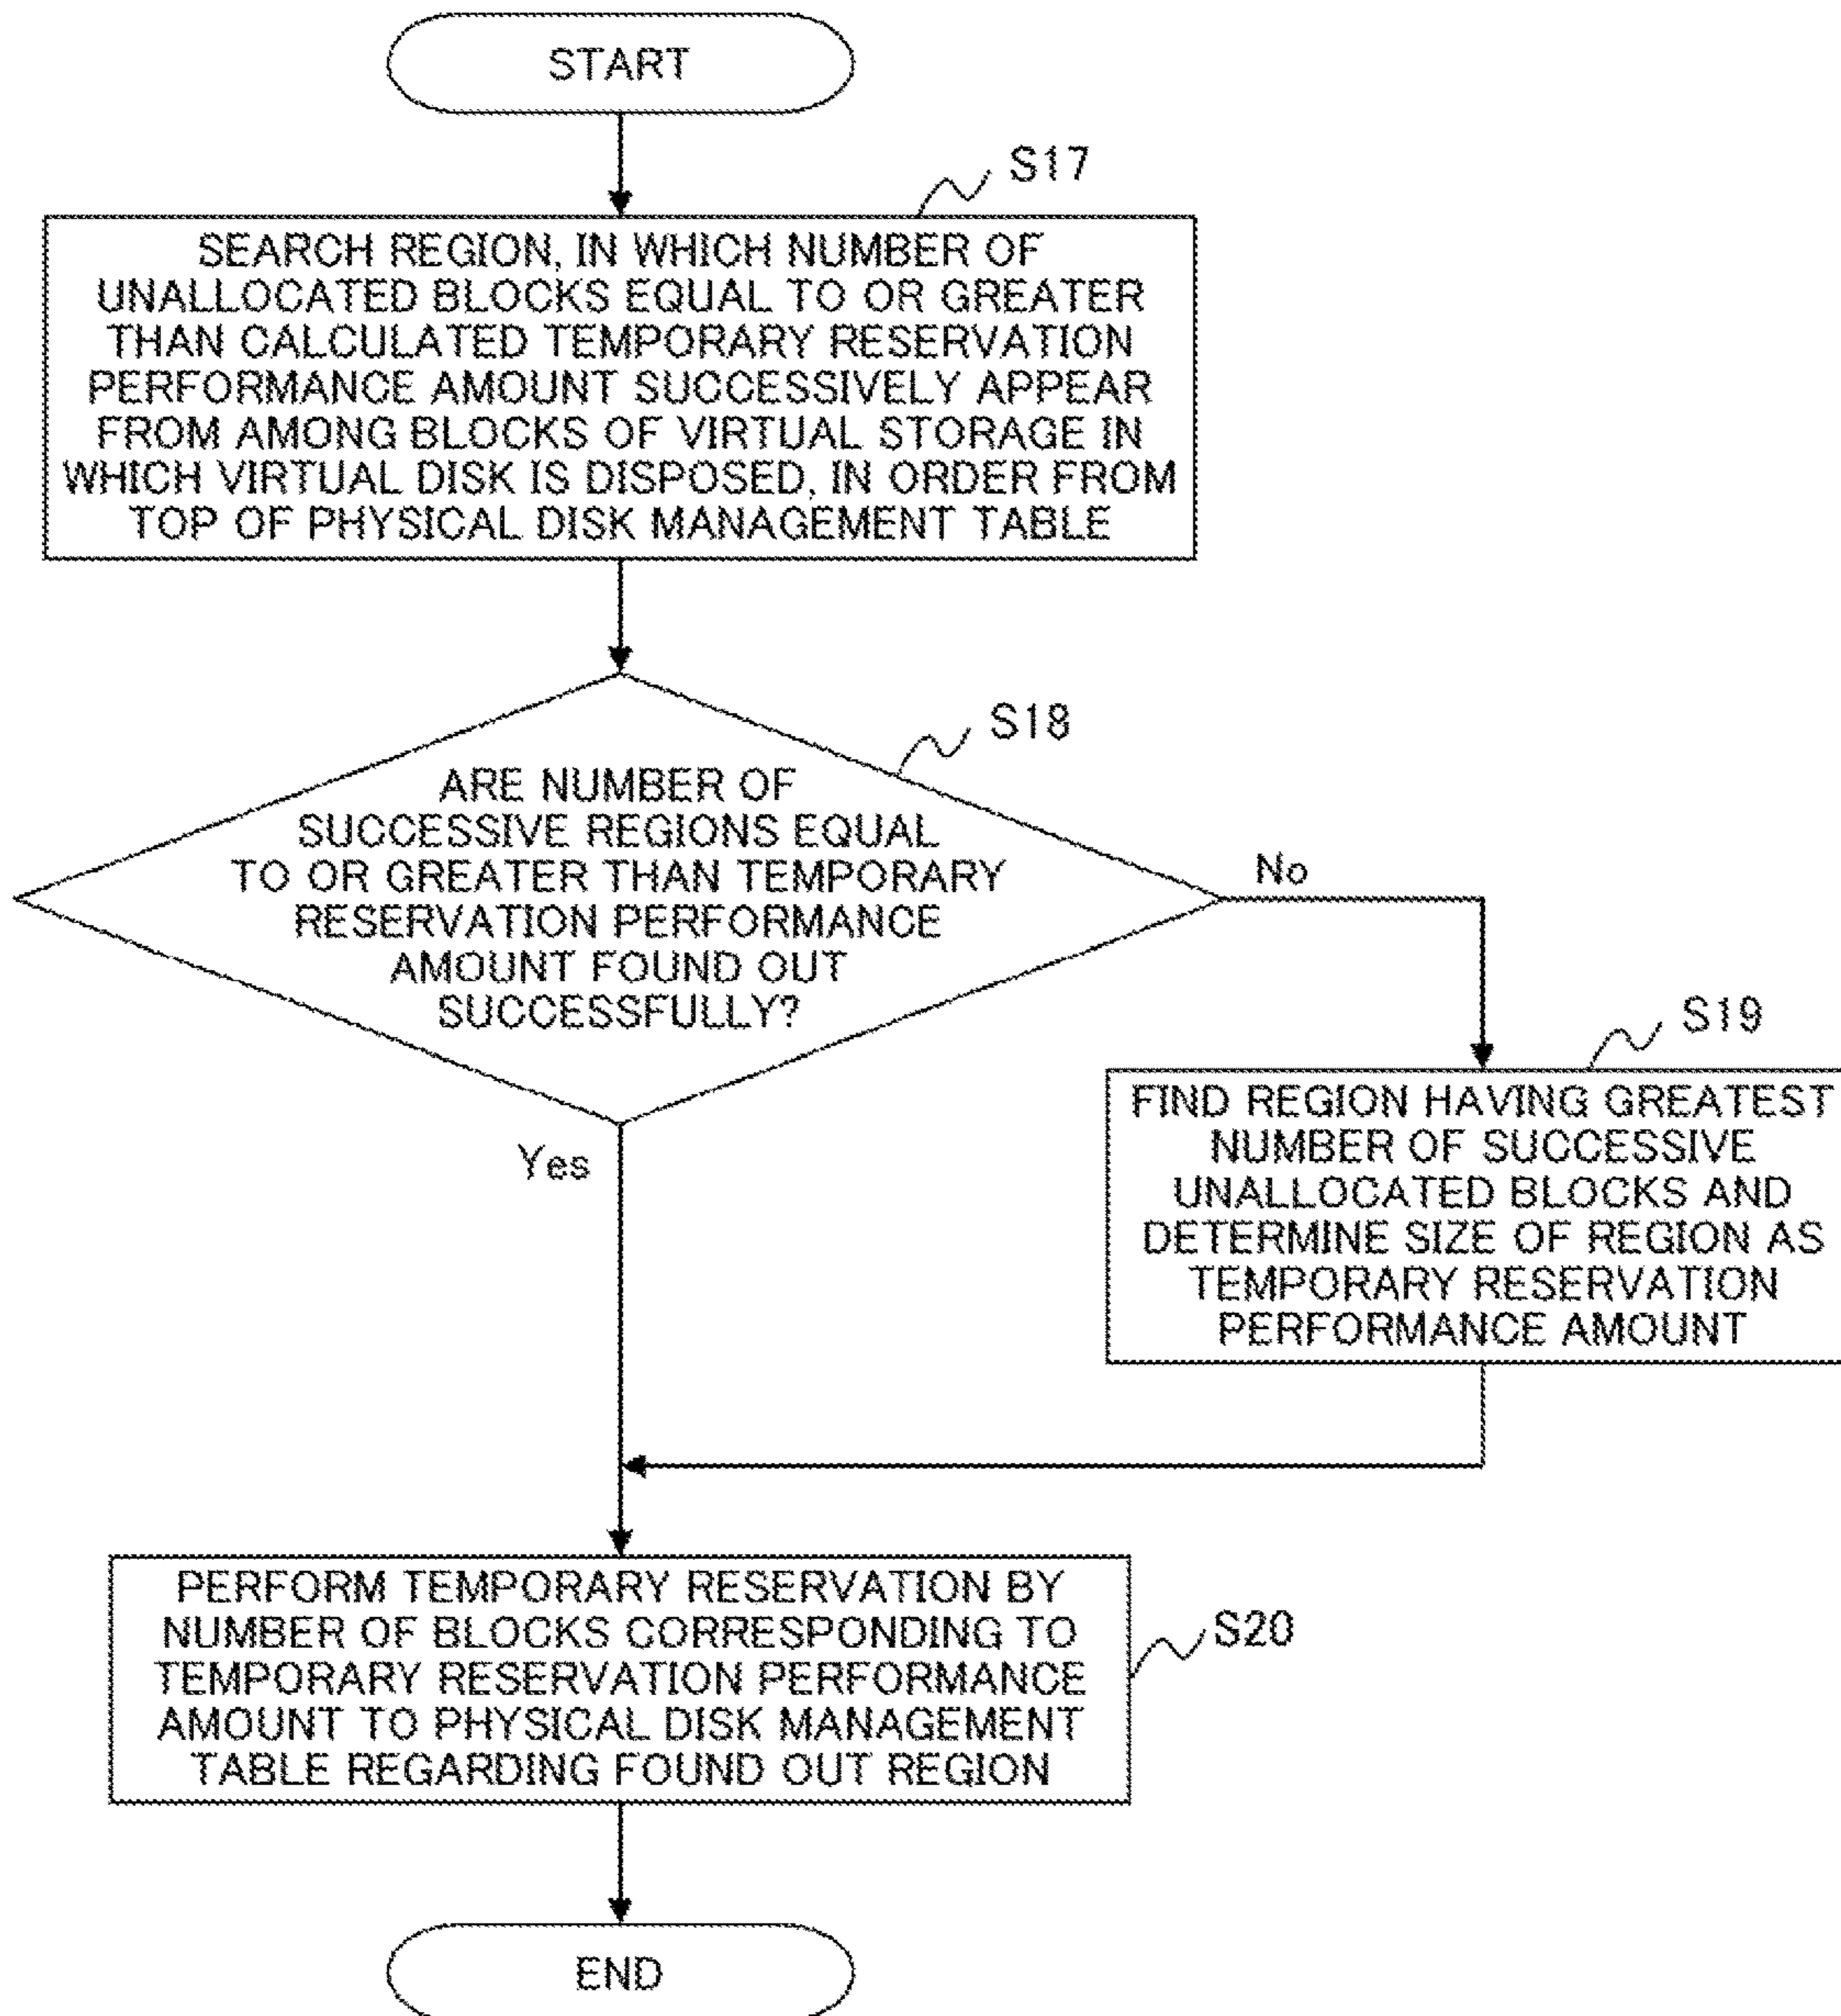 START
S17
SEARCH REGION, IN WHICH NUMBER OF
UNALLOCATED BLOCKS EQUAL TO OR GREATER
THAN CALCULATED TEMPORARY RESERVATION
PERFORMANCE AMOUNT SUCCESSIVELY APPEAR
FROM AMONG BLOCKS OF VIRTUAL STORAGE IN
WHICH VIRTUAL DISK IS DISPOSED, IN ORDER FROM
TOP OF PHYSICAL DISK MANAGEMENT TABLE
S18
ARE NUMBER OF
SUCCESSIVE REGIONS EQUAL
TO OR GREATER THAN TEMPORARY
RESERVATION PERFORMANCE
AMOUNT FOUND OUT
SUCCESSFULLY?
No
Yes
S19
FIND REGION HAVING GREATEST
NUMBER OF SUCCESSIVE
UNALLOCATED BLOCKS AND
DETERMINE SIZE OF REGION AS
TEMPORARY RESERVATION
PERFORMANCE AMOUNT
PERFORM TEMPORARY RESERVATION BY
NUMBER OF BLOCKS CORRESPONDING TO
TEMPORARY RESERVATION PERFORMANCE
AMOUNT TO PHYSICAL DISK MANAGEMENT
TABLE REGARDING FOUND OUT REGION
S20
END